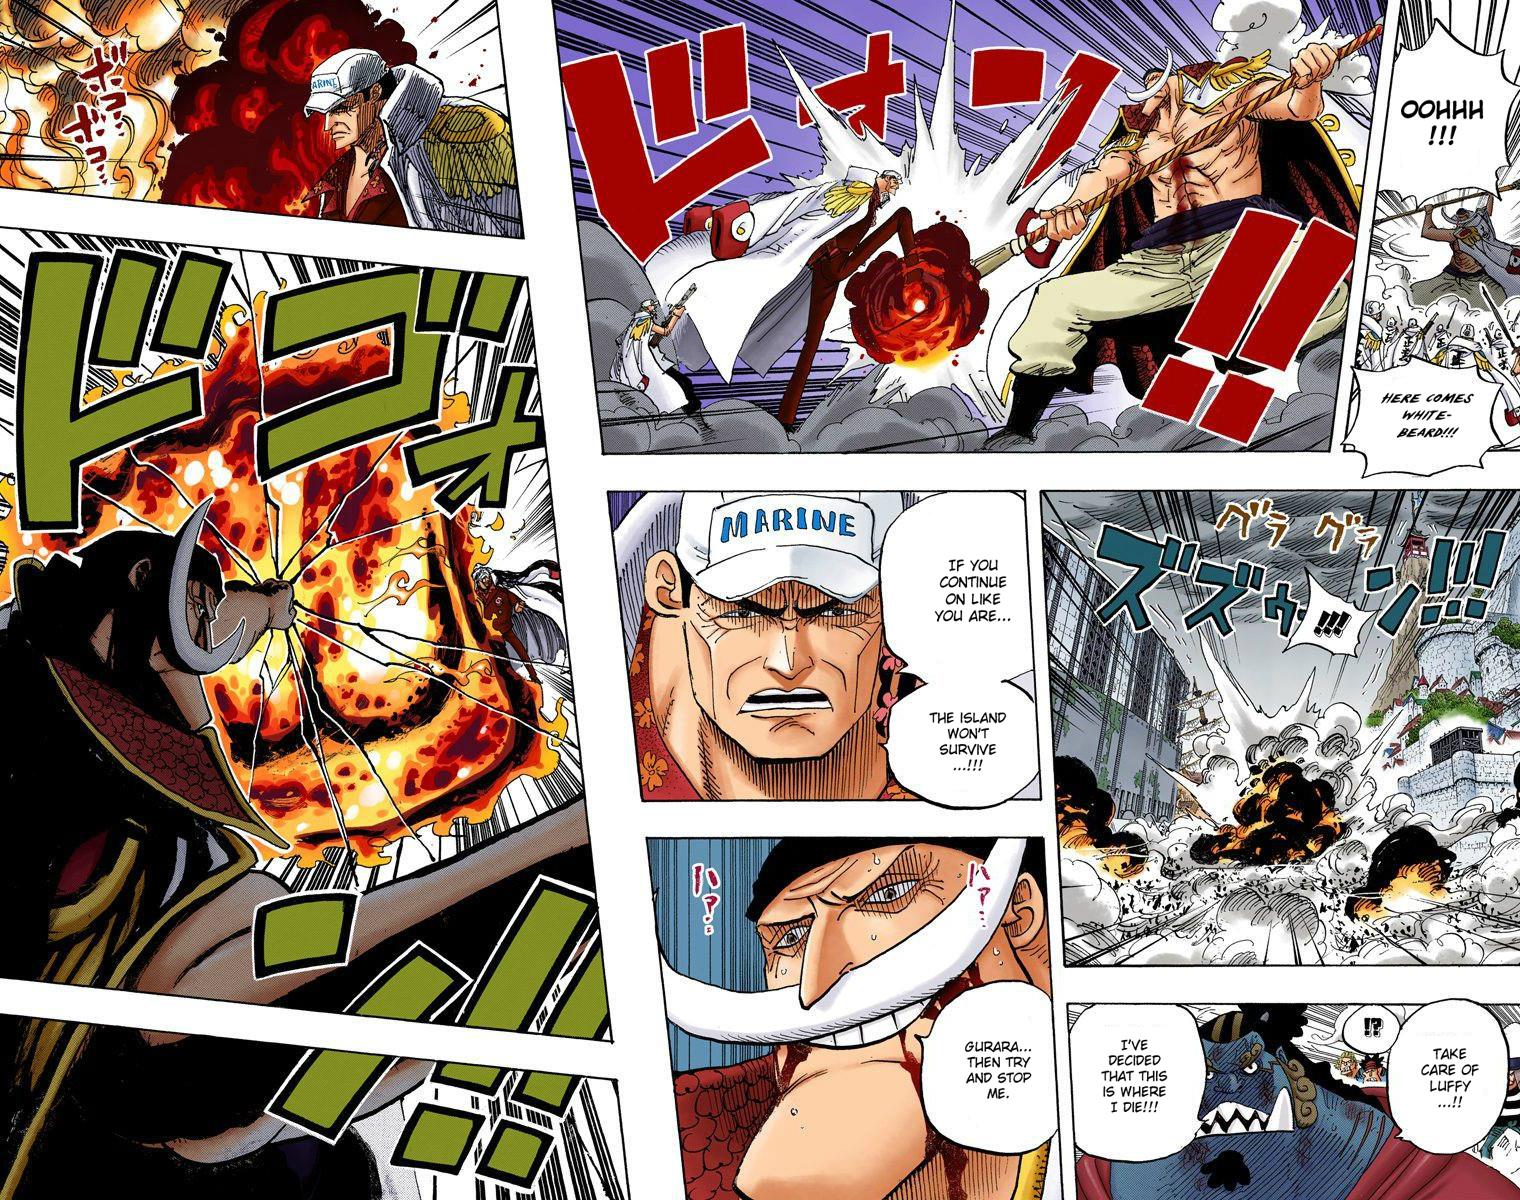 OOHHH
!!!
HERE COMES
WHITE-
BEARD!!!
ドォン
!!
グラ グラ
ズズゥ
ン!!!
!!!
TAKE
CARE OF
LUFFY
...!!
!?
I'VE
DECIDED
THAT THIS
IS WHERE
I DIE!!!
MARINE
IF YOU
CONTINUE
ON LIKE
YOU ARE...
THE ISLAND
WON'T
SURVIVE
...!!!
ハァ…
ハァ…
GURARA...
THEN TRY
AND STOP
ME.
MARINE
ボコ…
ボコ…
ドゴォ
ン!!